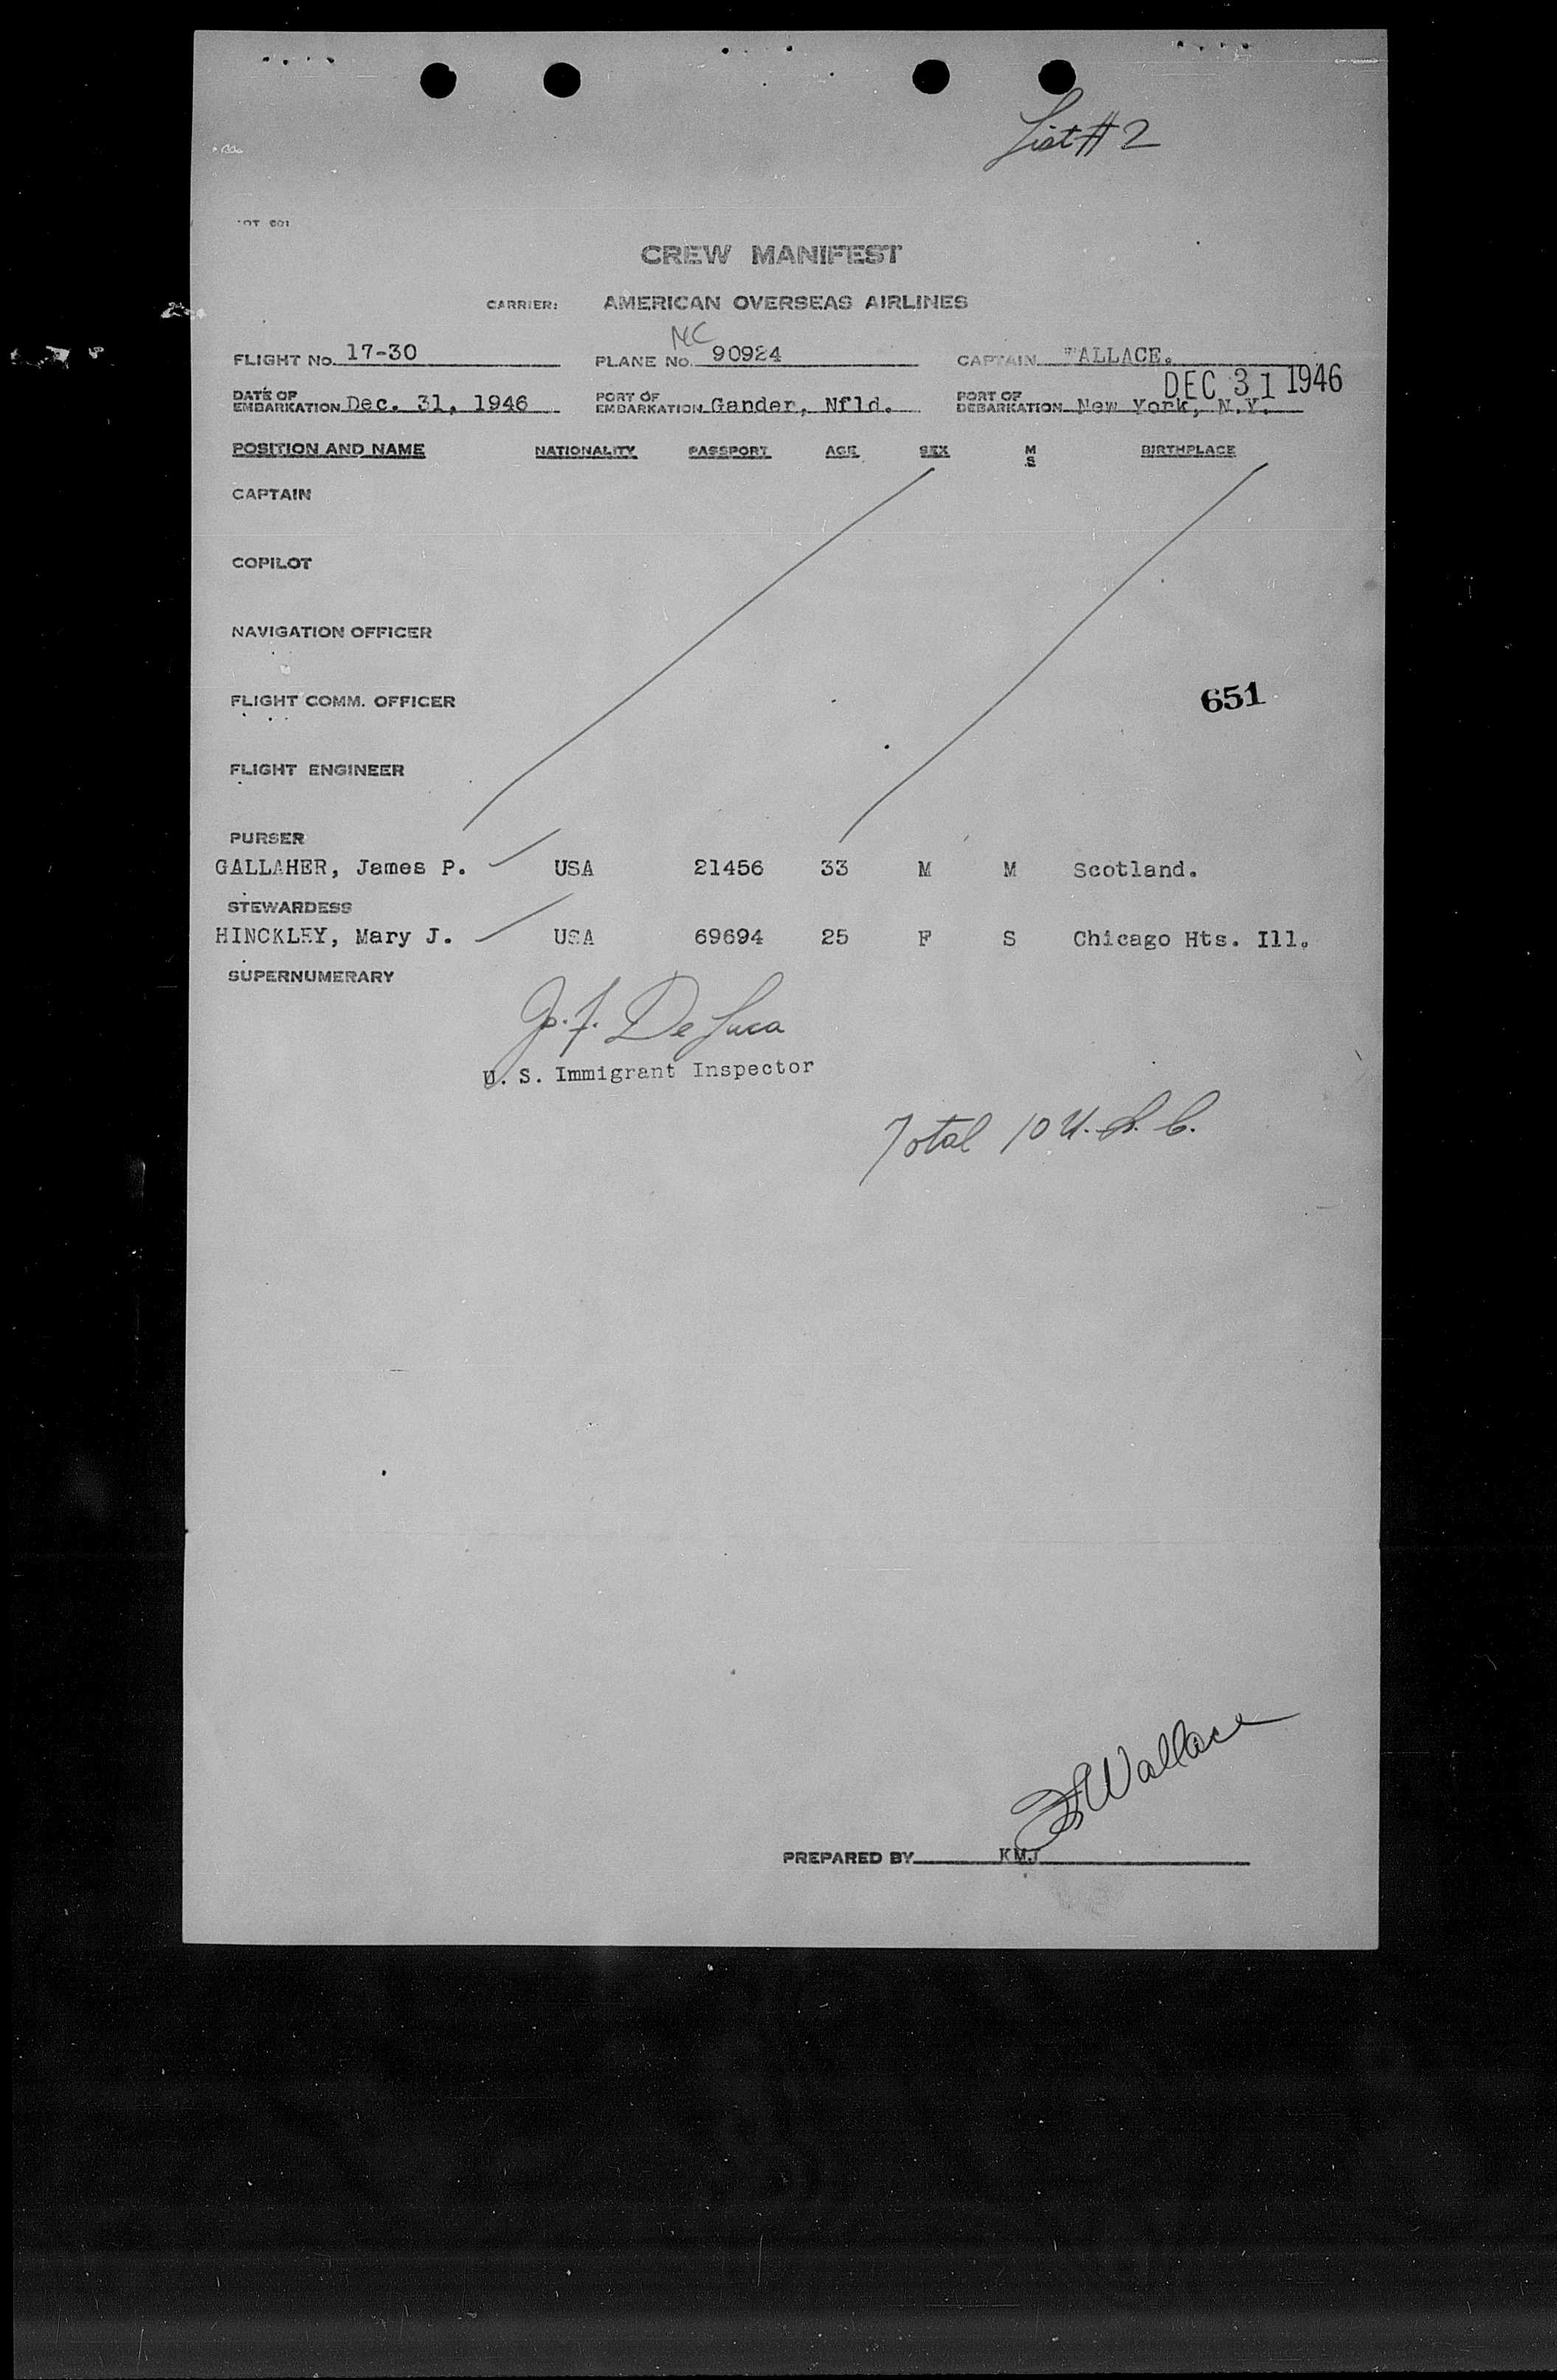 List # 2
CREW MANIFEST
CARRIER: AMERICAN OVERSEAS AIRLINES
NC
FLIGHT No. 17-30 PLANE No. 90924 CAPTAIN WALLACE.
DEC 31 1946
DATE OF EMBARKATION Dec. 31, 1946 PORT OF EMBARKATION Gander, Nfld. PORT OF DEBARKATION New York, N.Y.
POSITION AND NAME NATIONALITY PASSPORT AGE SEX M S BIRTHPLACE
CAPTAIN
COPILOT
NAVIGATION OFFICER
FLIGHT COMM. OFFICER
651
FLIGHT ENGINEER
PURSER
GALLAHER, James P. USA 21456 33 M M Scotland.
STEWARDESS
HINCKLEY, Mary J. USA 69694 25 F S Chicago Hts. Ill.
SUPERNUMERARY
De Luca
U. S. Immigrant Inspector
Total 10 U.S.C.
Wallace
PREPARED BY KMJ